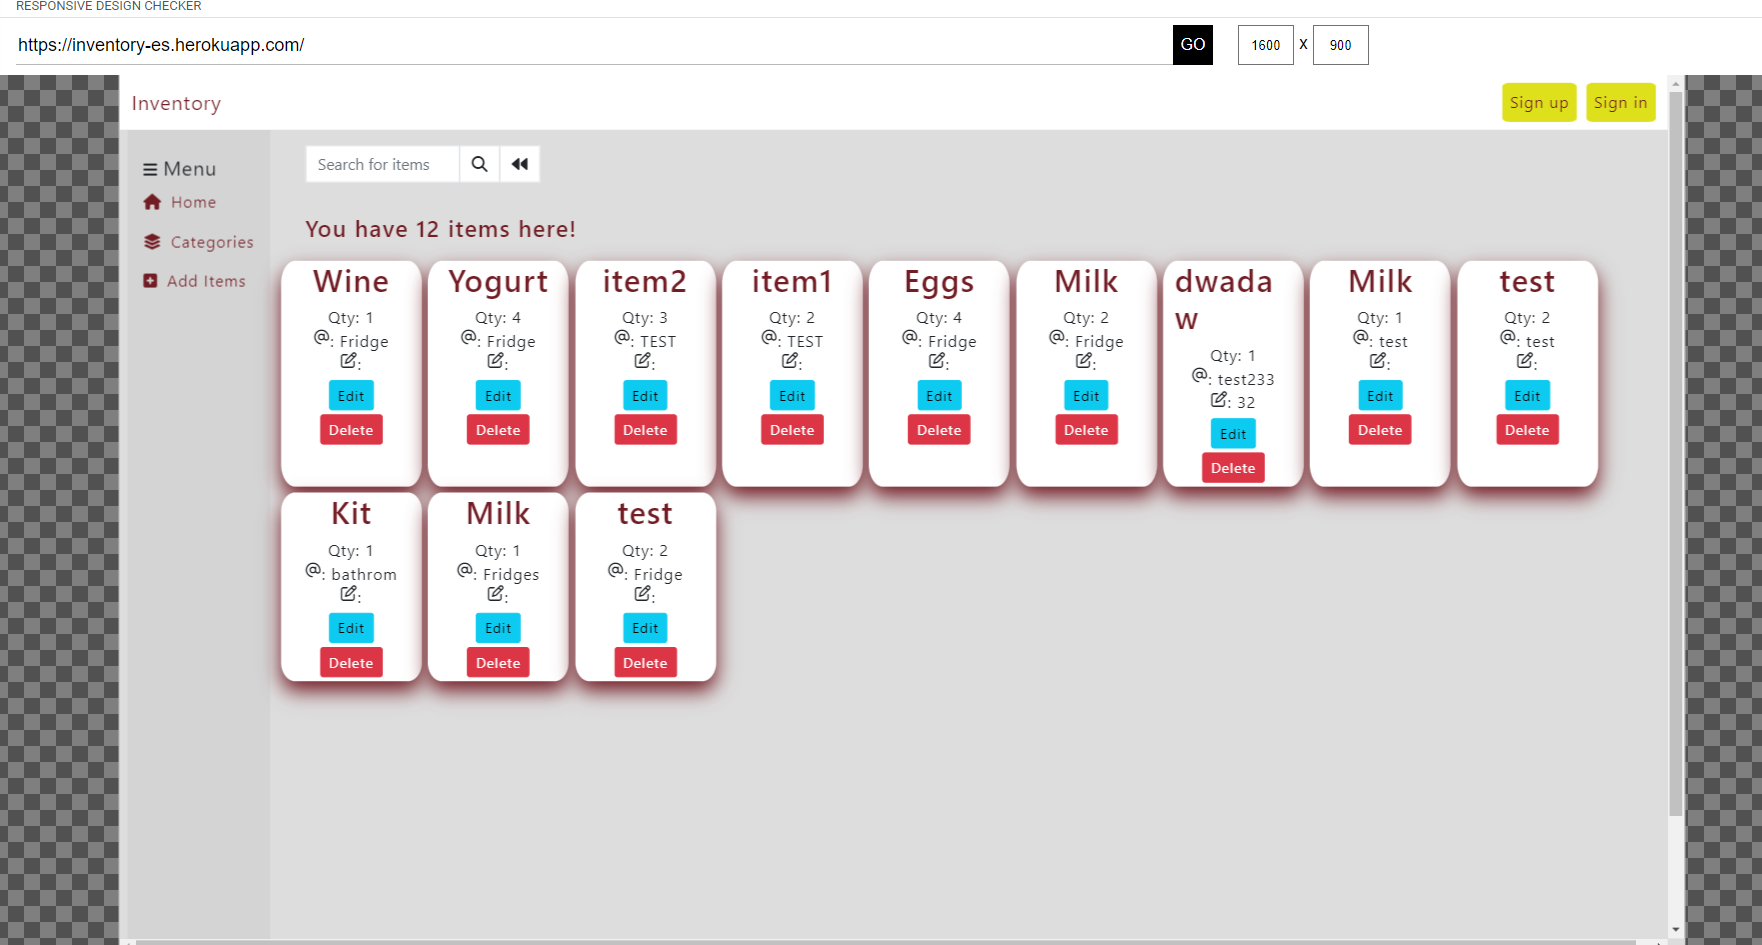 RESPONSIVE DESIGN CHECKER
https://inventory-es.herokuapp.com/ GO 1600 X 900
Inventory Sign up Sign in
Menu
Home
Categories
Add Items
Search for items
You have 12 items here!
Wine
Qty: 1
@: Fridge
:
Edit
Delete
Yogurt
Qty: 4
@: Fridge
:
Edit
Delete
item2
Qty: 3
@: TEST
:
Edit
Delete
item1
Qty: 2
@: TEST
:
Edit
Delete
Eggs
Qty: 4
@: Fridge
:
Edit
Delete
Milk
Qty: 2
@: Fridge
:
Edit
Delete
dwada
w
Qty: 1
@: test233
: 32
Edit
Delete
Milk
Qty: 1
@: test
:
Edit
Delete
test
Qty: 2
@: test
:
Edit
Delete
Kit
Qty: 1
@: bathrom
:
Edit
Delete
Milk
Qty: 1
@: Fridges
:
Edit
Delete
test
Qty: 2
@: Fridge
:
Edit
Delete